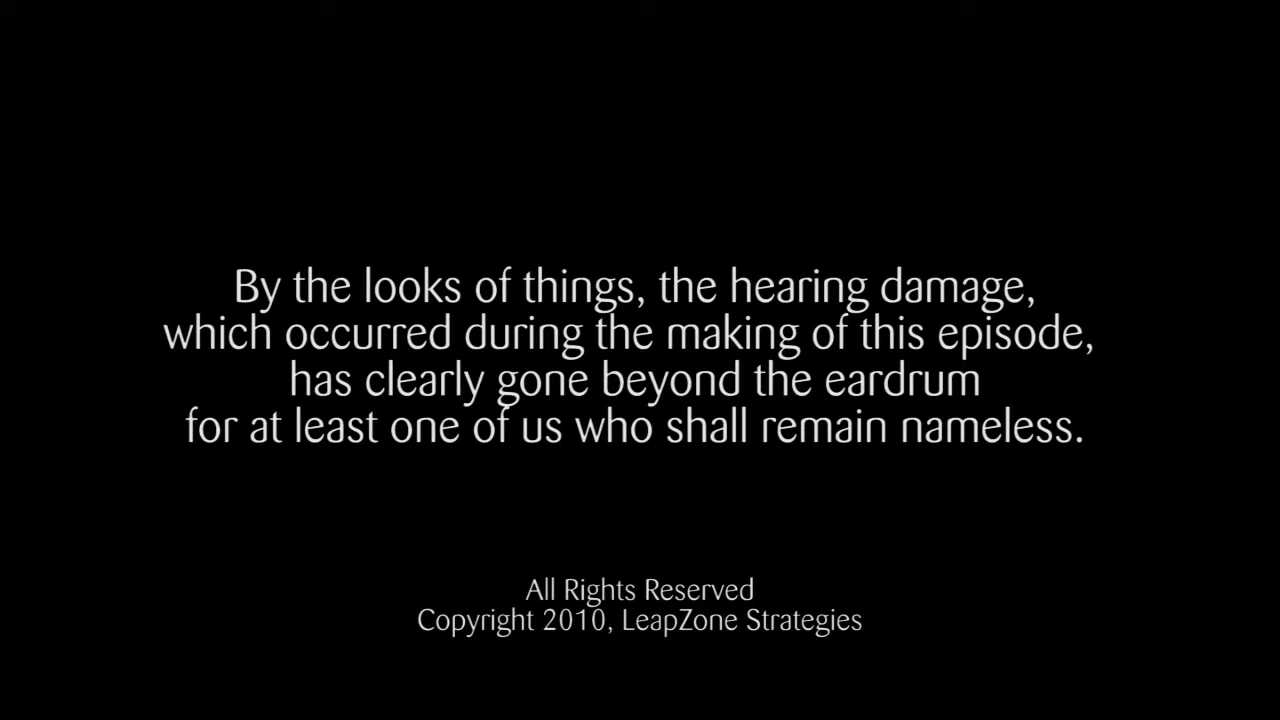 By the looks of things, the hearing damage,
which occurred during the making of this episode,
has clearly gone beyond the eardrum
for at least one of us who shall remain nameless.
All Rights Reserved
Copyright 2010, LeapZone Strategies